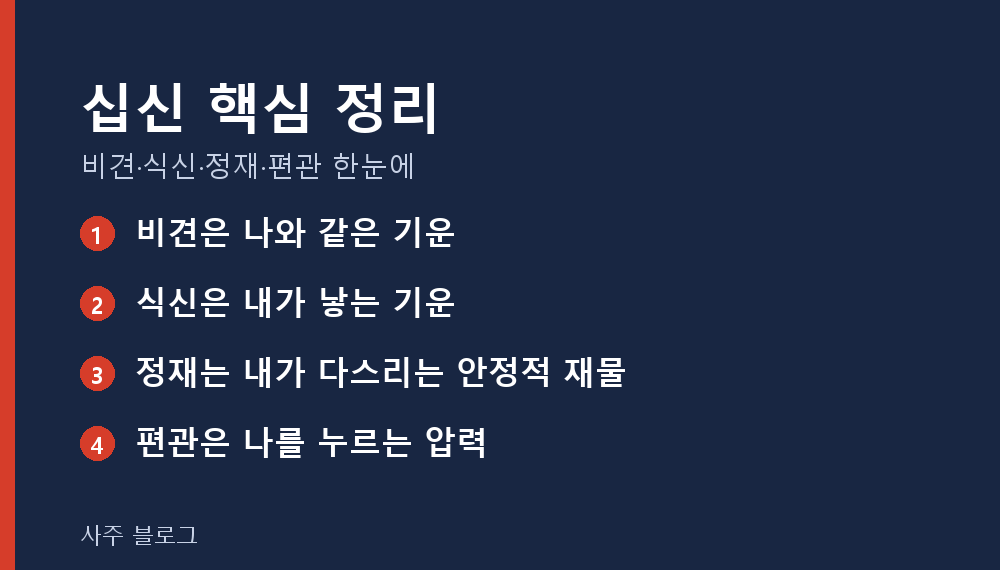 십신 핵심 정리
비견·식신·정재·편관 한눈에
1 비견은 나와 같은 기운
2 식신은 내가 낳는 기운
3 정재는 내가 다스리는 안정적 재물
4 편관은 나를 누르는 압력
사주 블로그